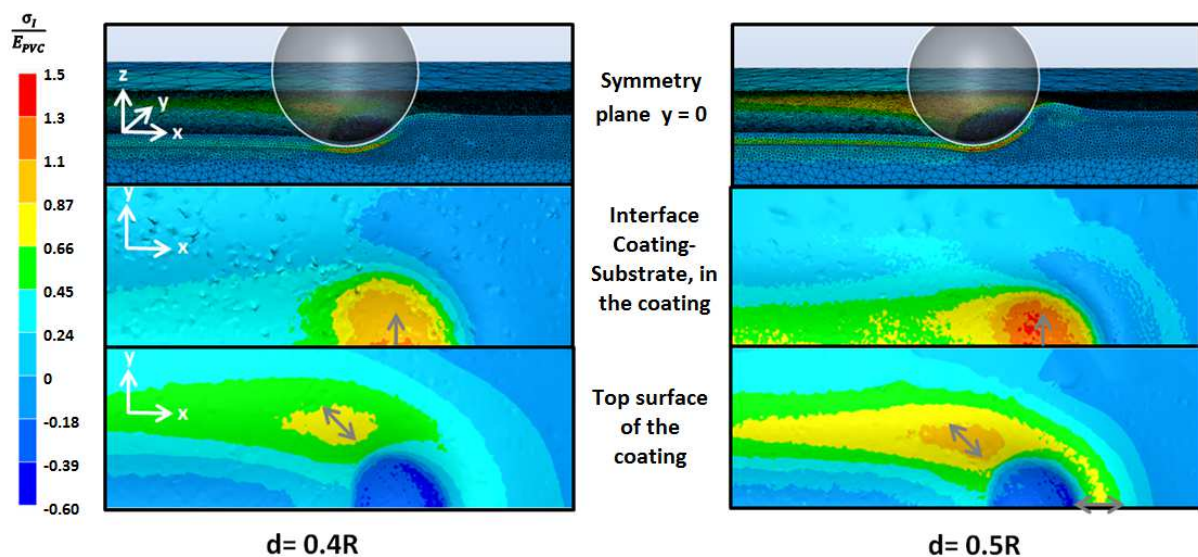 σ_I
E_PVC
1.5
1.3
1.1
0.87
0.66
0.45
0.24
0
-0.18
-0.39
-0.60
z
y
x
Symmetry
plane y = 0
y
x
Interface
Coating-
Substrate, in
the coating
y
x
Top surface
of the
coating
d= 0.4R
d= 0.5R